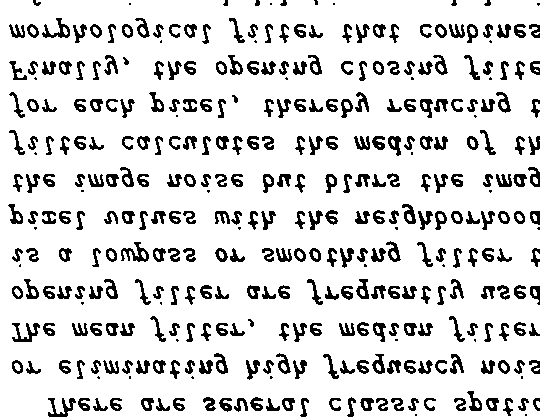 There are several classic spati
or eliminating high frequency nois
The mean filter, the median filter
opening filter are frequently used
is a lowpass or smoothing filter t
pixel values with the neighborhood
the image noise but blurs the imag
filter calculates the median of th
for each pixel, thereby reducing t
Finally, the opening closing filte
morphological filter that combines